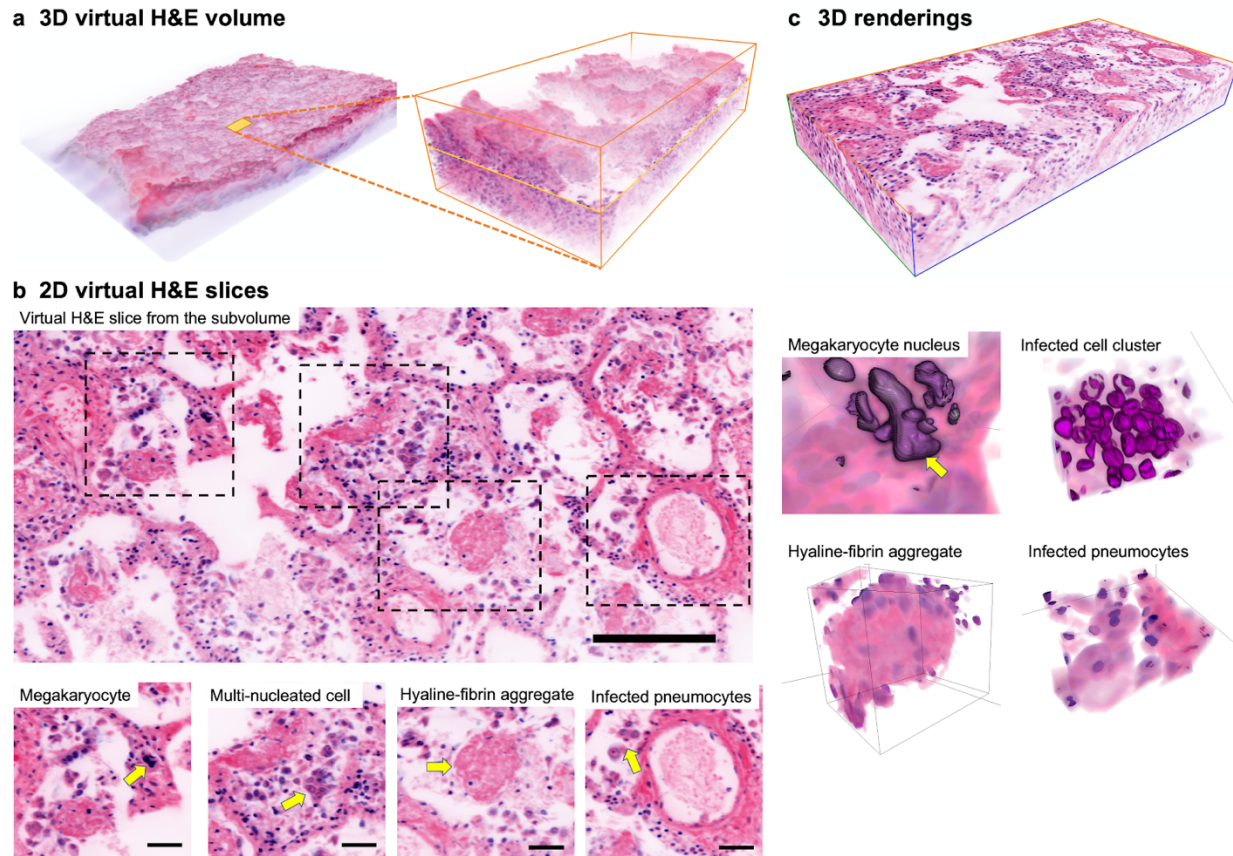 a 3D virtual H&E volume
c 3D renderings
b 2D virtual H&E slices
Virtual H&E slice from the subvolume
Megakaryocyte
Multi-nucleated cell
Hyaline-fibrin aggregate
Infected pneumocytes
Megakaryocyte nucleus
Infected cell cluster
Hyaline-fibrin aggregate
Infected pneumocytes